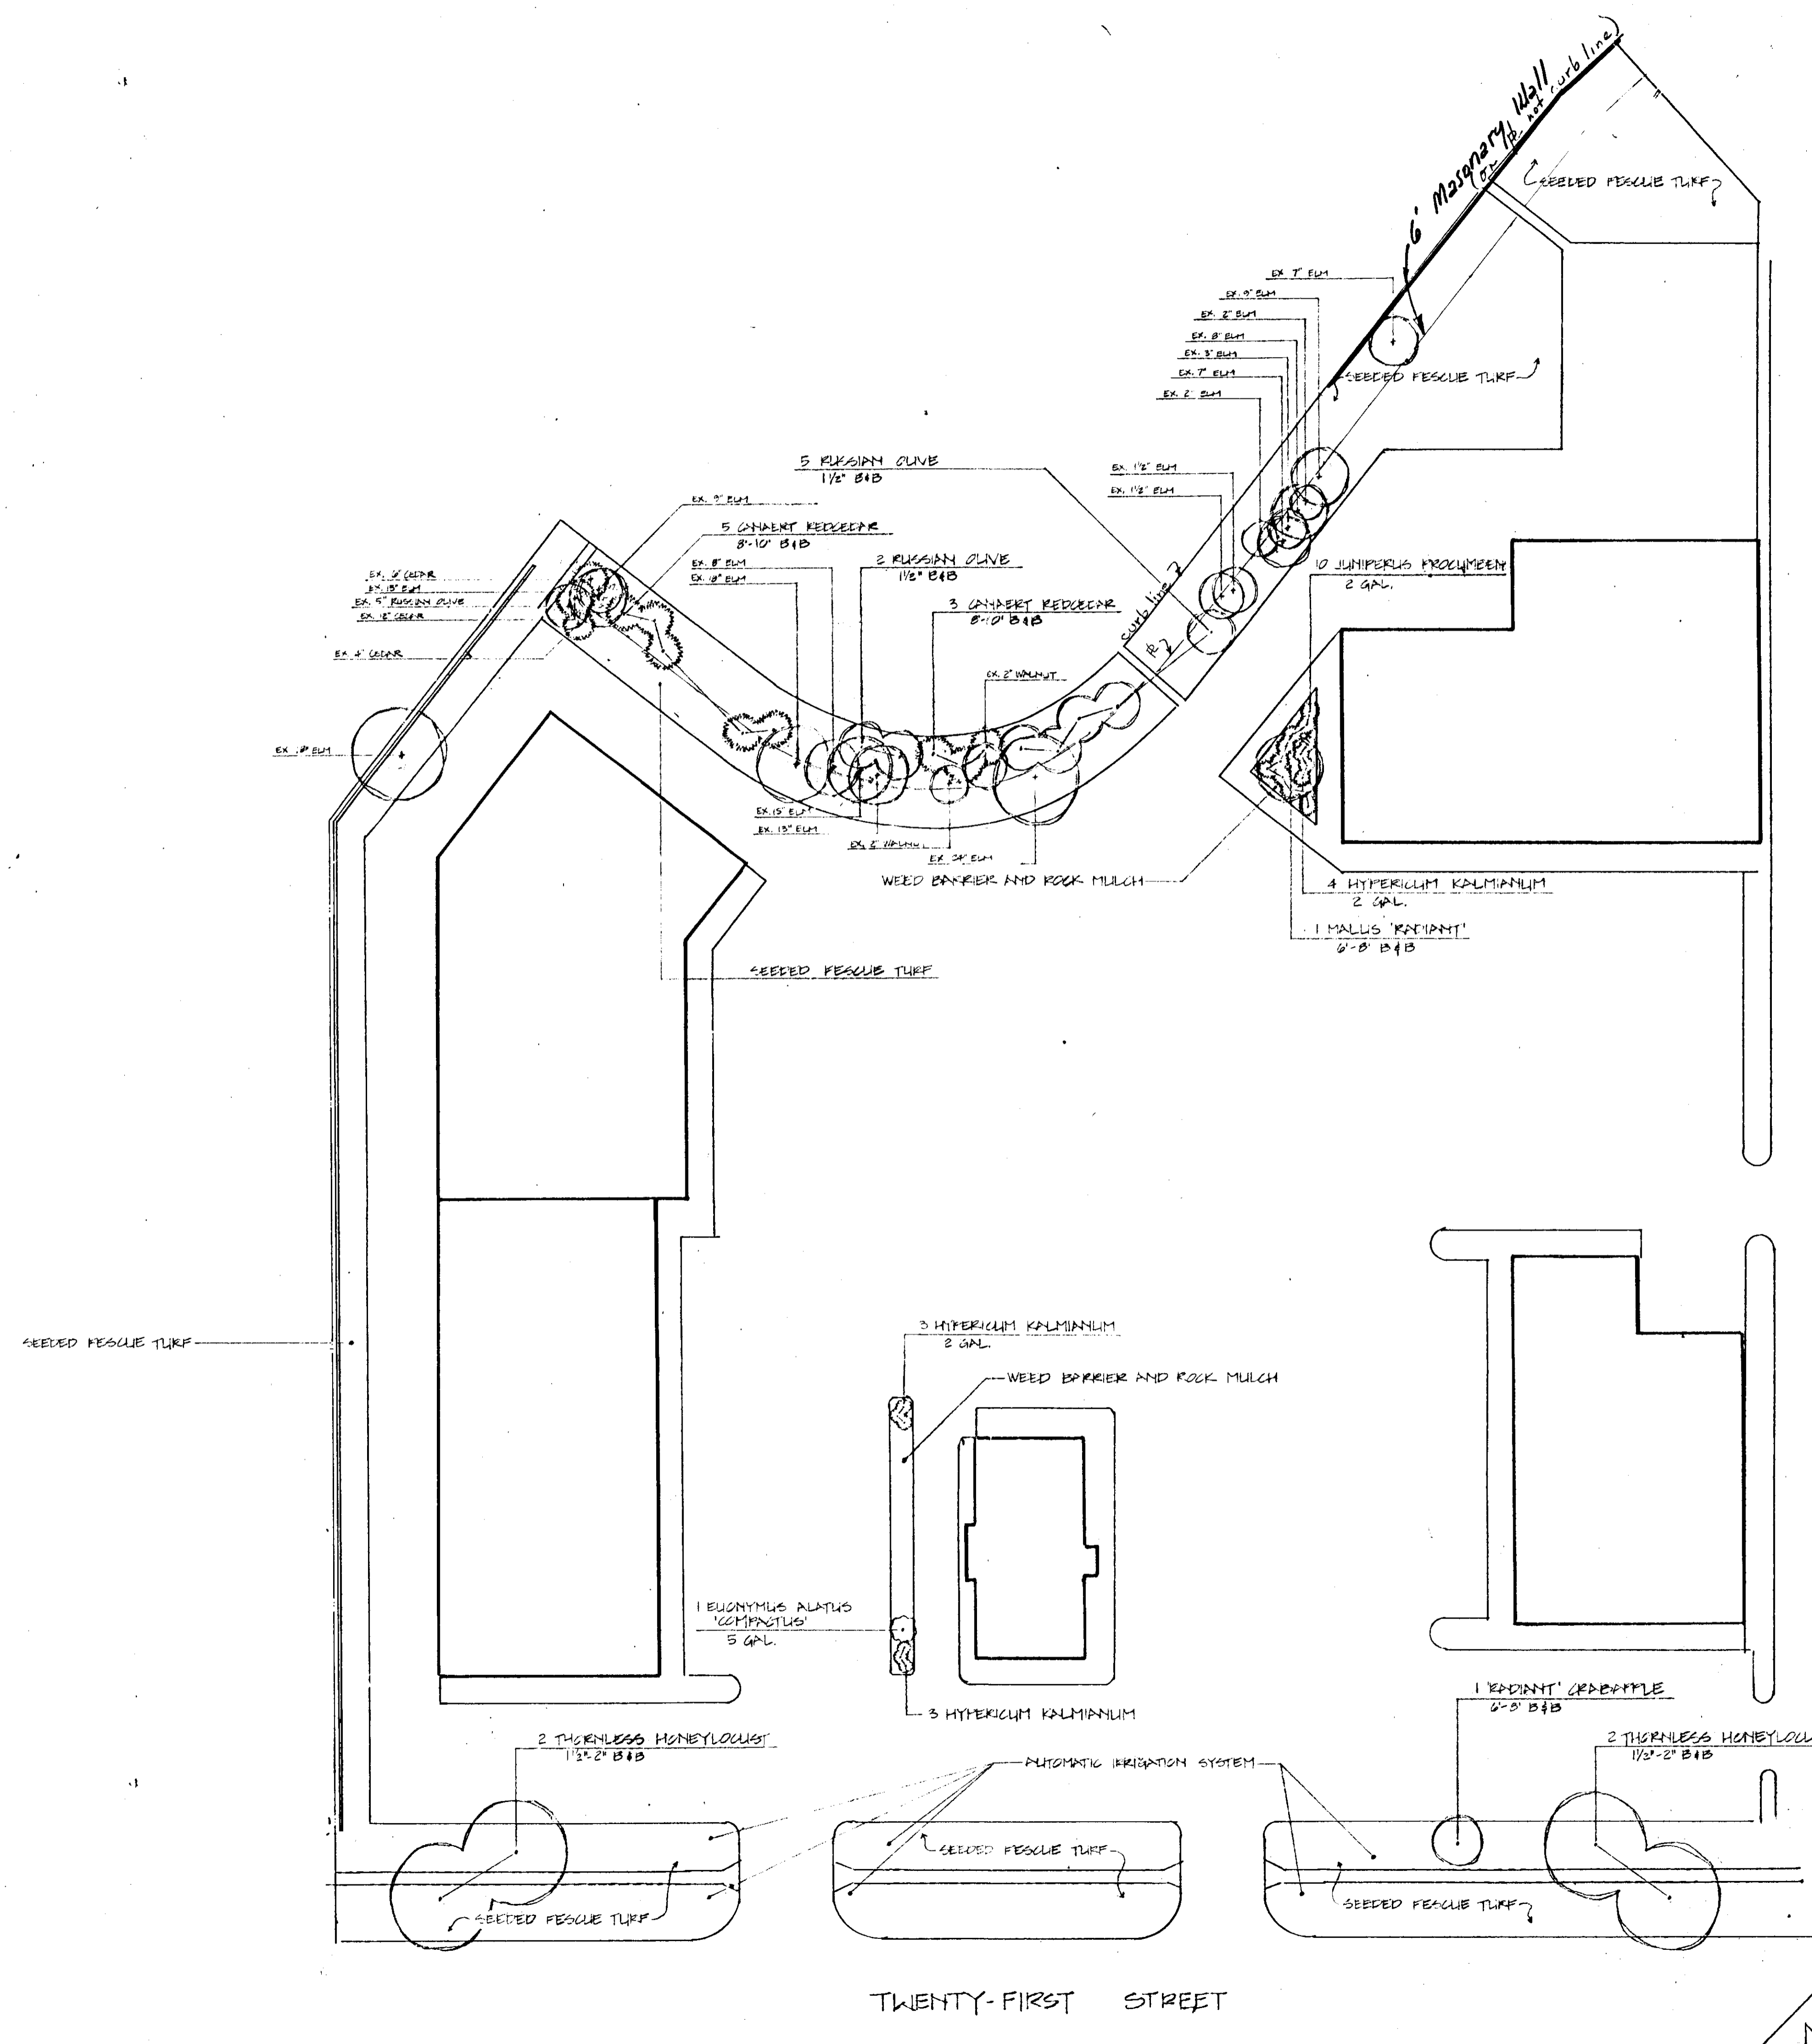 6' Masonary Wall
(on ℞ not curb line)
SEEDED FESCUE TURF
EX. 7" ELM
EX. 9" ELM
EX. 2" ELM
EX. 8" ELM
EX. 3" ELM
EX. 7" ELM
EX. 2" ELM
SEEDED FESCUE TURF
5 RUSSIAN OLIVE
1½" B&B
EX. 1½" ELM
EX. 1½" ELM
EX. 9" ELM
5 CANAERT REDCEDAR
8'-10' B&B
EX. 8" ELM
EX. 18" ELM
2 RUSSIAN OLIVE
1½" B&B
3 CANAERT REDCEDAR
8'-10' B&B
curb line
10 JUNIPERUS PROCUMBEN
2 GAL.
EX. 6" CEDAR
EX. 13" ELM
EX. 5" RUSSIAN OLIVE
EX. 12" CEDAR
EX. 4" CEDAR
EX. 2" WALNUT
EX. ELM
EX. 15" ELM
EX. 13" ELM
EX. 2" WALNUT
EX. 24" ELM
WEED BARRIER AND ROCK MULCH
4 HYPERICUM KALMIANUM
2 GAL.
1 MALUS 'RADIANT'
6'-8' B&B
SEEDED FESCUE TURF
SEEDED FESCUE TURF
3 HYPERICUM KALMIANUM
2 GAL.
WEED BARRIER AND ROCK MULCH
1 EUONYMUS ALATUS
'COMPACTUS'
5 GAL.
3 HYPERICUM KALMIANUM
1 'RADIANT' CRABAPPLE
6'-8' B&B
2 THORNLESS HONEYLOCUST
1½"-2" B&B
AUTOMATIC IRRIGATION SYSTEM
2 THORNLESS HONEYLOCU
1½"-2" B&B
SEEDED FESCUE TURF
SEEDED FESCUE TURF
SEEDED FESCUE TURF
TWENTY-FIRST STREET